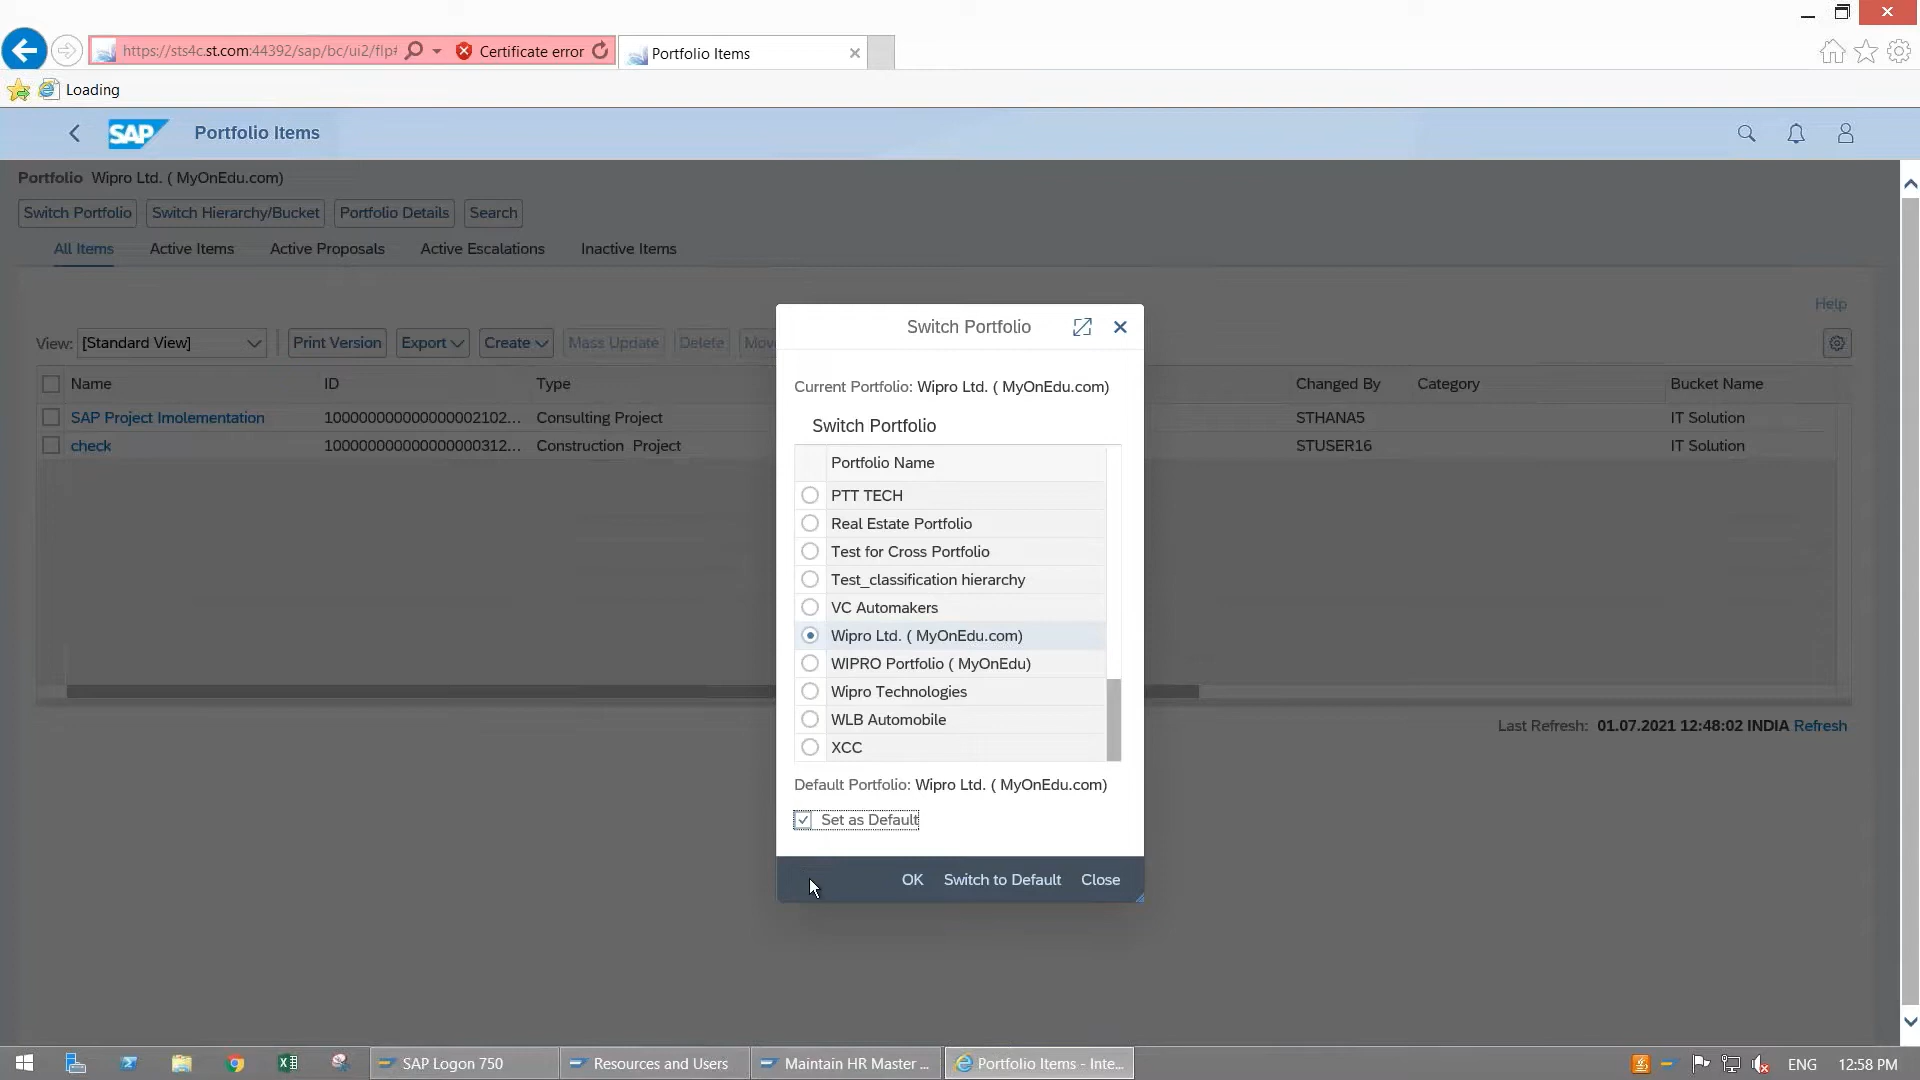 https://sts4c.st.com:44392/sap/bc/ui2/flp# Certificate error Portfolio Items
Loading
SAP Portfolio Items
Portfolio Wipro Ltd. ( MyOnEdu.com)
Switch Portfolio Switch Hierarchy/Bucket Portfolio Details Search
All Items Active Items Active Proposals Active Escalations Inactive Items
Help
View: [Standard View] Print Version Export Create Mass Update Delete
Name ID Type Changed By Category Bucket Name
SAP Project Imolementation 100000000000000002102... Consulting Project STHANA5 IT Solution
check 100000000000000000312... Construction Project STUSER16 IT Solution
Last Refresh: 01.07.2021 12:48:02 INDIA Refresh
Switch Portfolio
Current Portfolio: Wipro Ltd. ( MyOnEdu.com)
Switch Portfolio
Portfolio Name
PTT TECH
Real Estate Portfolio
Test for Cross Portfolio
Test_classification hierarchy
VC Automakers
Wipro Ltd. ( MyOnEdu.com)
WIPRO Portfolio ( MyOnEdu)
Wipro Technologies
WLB Automobile
XCC
Default Portfolio: Wipro Ltd. ( MyOnEdu.com)
Set as Default
OK Switch to Default Close
SAP Logon 750 Resources and Users Maintain HR Master ... Portfolio Items - Inte... ENG 12:58 PM